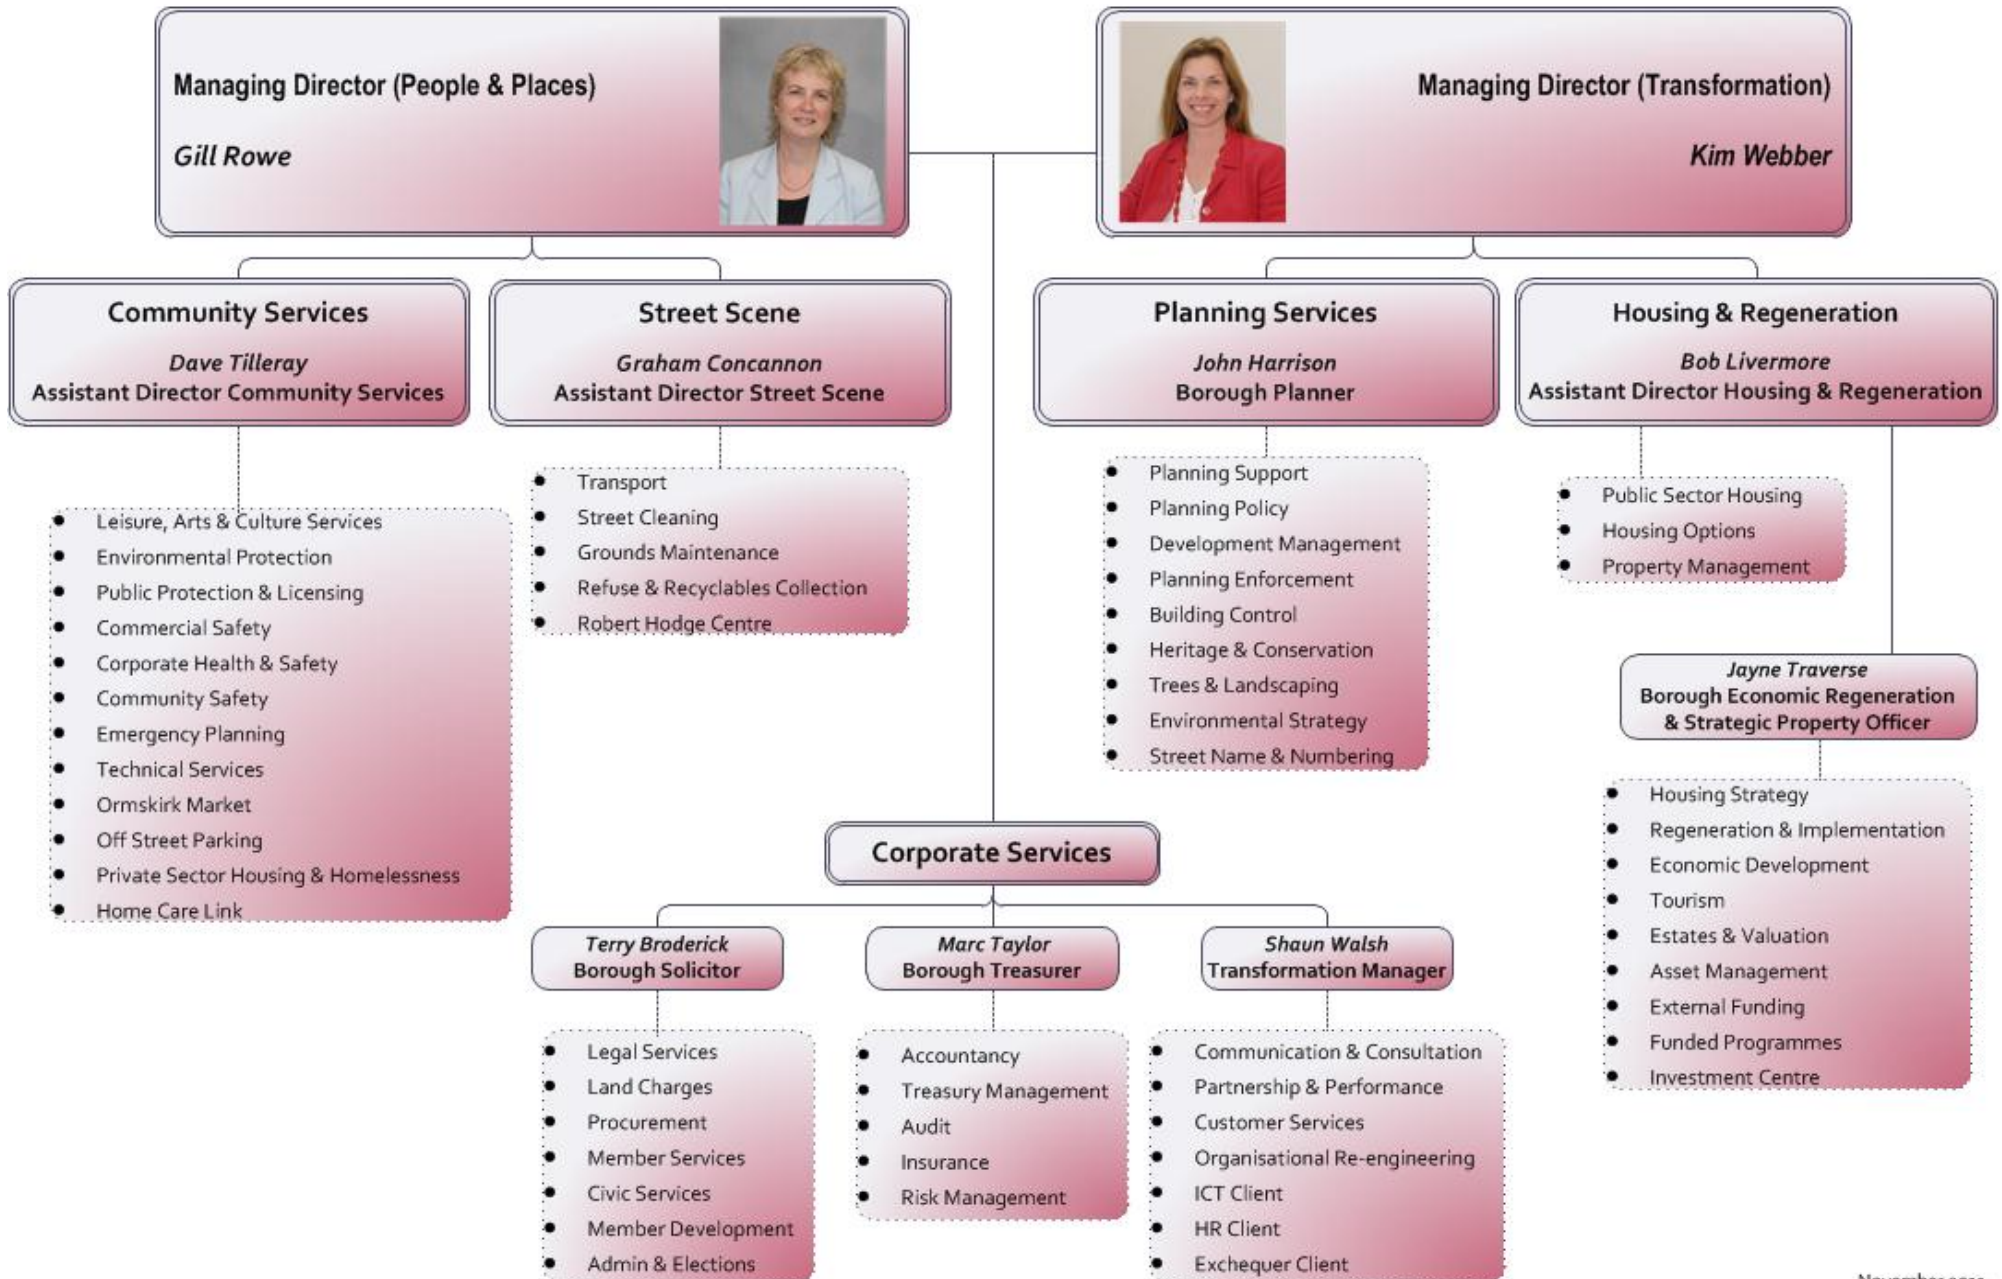 Managing Director (People & Places)
Gill Rowe
Managing Director (Transformation)
Kim Webber
Community Services
Dave Tilleray
Assistant Director Community Services
Leisure, Arts & Culture Services
Environmental Protection
Public Protection & Licensing
Commercial Safety
Corporate Health & Safety
Community Safety
Emergency Planning
Technical Services
Ormskirk Market
Off Street Parking
Private Sector Housing & Homelessness
Home Care Link
Street Scene
Graham Concannon
Assistant Director Street Scene
Transport
Street Cleaning
Grounds Maintenance
Refuse & Recyclables Collection
Robert Hodge Centre
Planning Services
John Harrison
Borough Planner
Planning Support
Planning Policy
Development Management
Planning Enforcement
Building Control
Heritage & Conservation
Trees & Landscaping
Environmental Strategy
Street Name & Numbering
Housing & Regeneration
Bob Livermore
Assistant Director Housing & Regeneration
Public Sector Housing
Housing Options
Property Management
Jayne Traverse
Borough Economic Regeneration
& Strategic Property Officer
Housing Strategy
Regeneration & Implementation
Economic Development
Tourism
Estates & Valuation
Asset Management
External Funding
Funded Programmes
Investment Centre
Corporate Services
Terry Broderick
Borough Solicitor
Legal Services
Land Charges
Procurement
Member Services
Civic Services
Member Development
Admin & Elections
Marc Taylor
Borough Treasurer
Accountancy
Treasury Management
Audit
Insurance
Risk Management
Shaun Walsh
Transformation Manager
Communication & Consultation
Partnership & Performance
Customer Services
Organisational Re-engineering
ICT Client
HR Client
Exchequer Client
November